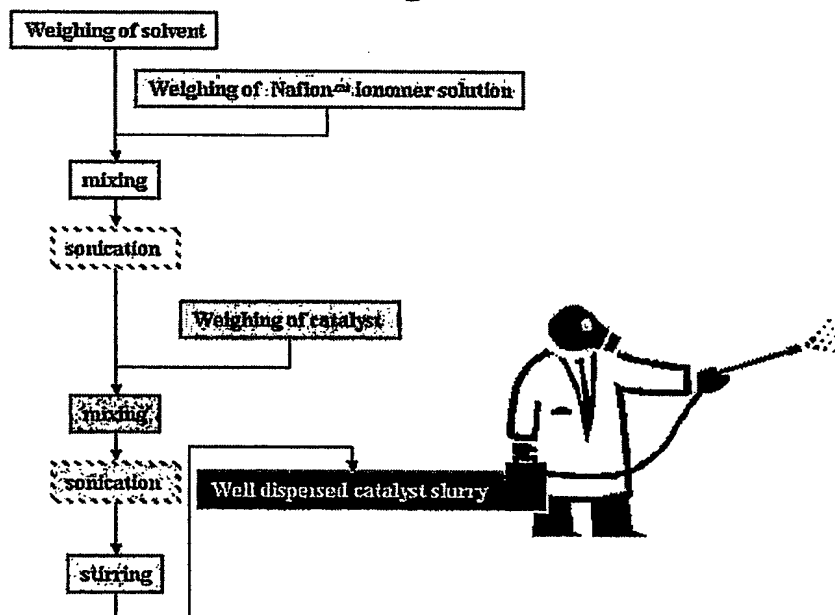 Weighing of solvent
Weighing of Nafion™ Ionomer solution
mixing
sonication
Weighing of catalyst
mixing
sonication
Well dispersed catalyst slurry
stirring